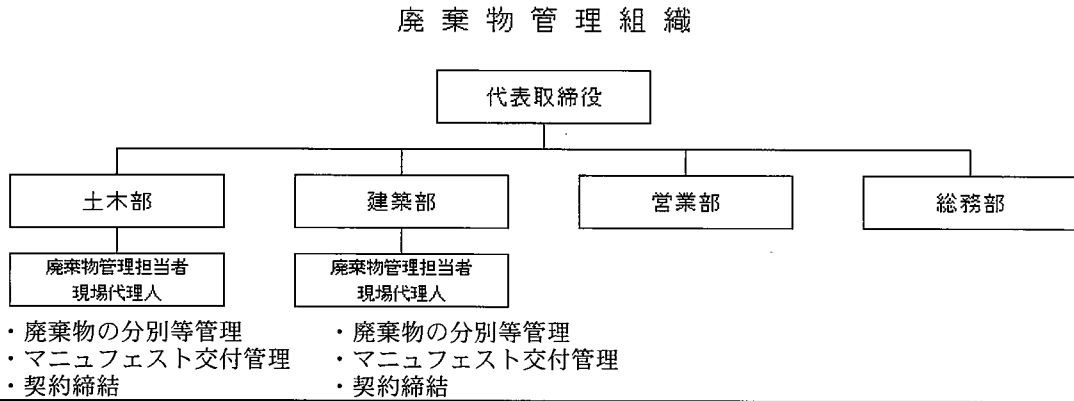 廃棄物管理組織
代表取締役
土木部
建築部
営業部
総務部
廃棄物管理担当者
現場代理人
廃棄物管理担当者
現場代理人
・廃棄物の分別等管理
・マニュフェスト交付管理
・契約締結
・廃棄物の分別等管理
・マニュフェスト交付管理
・契約締結